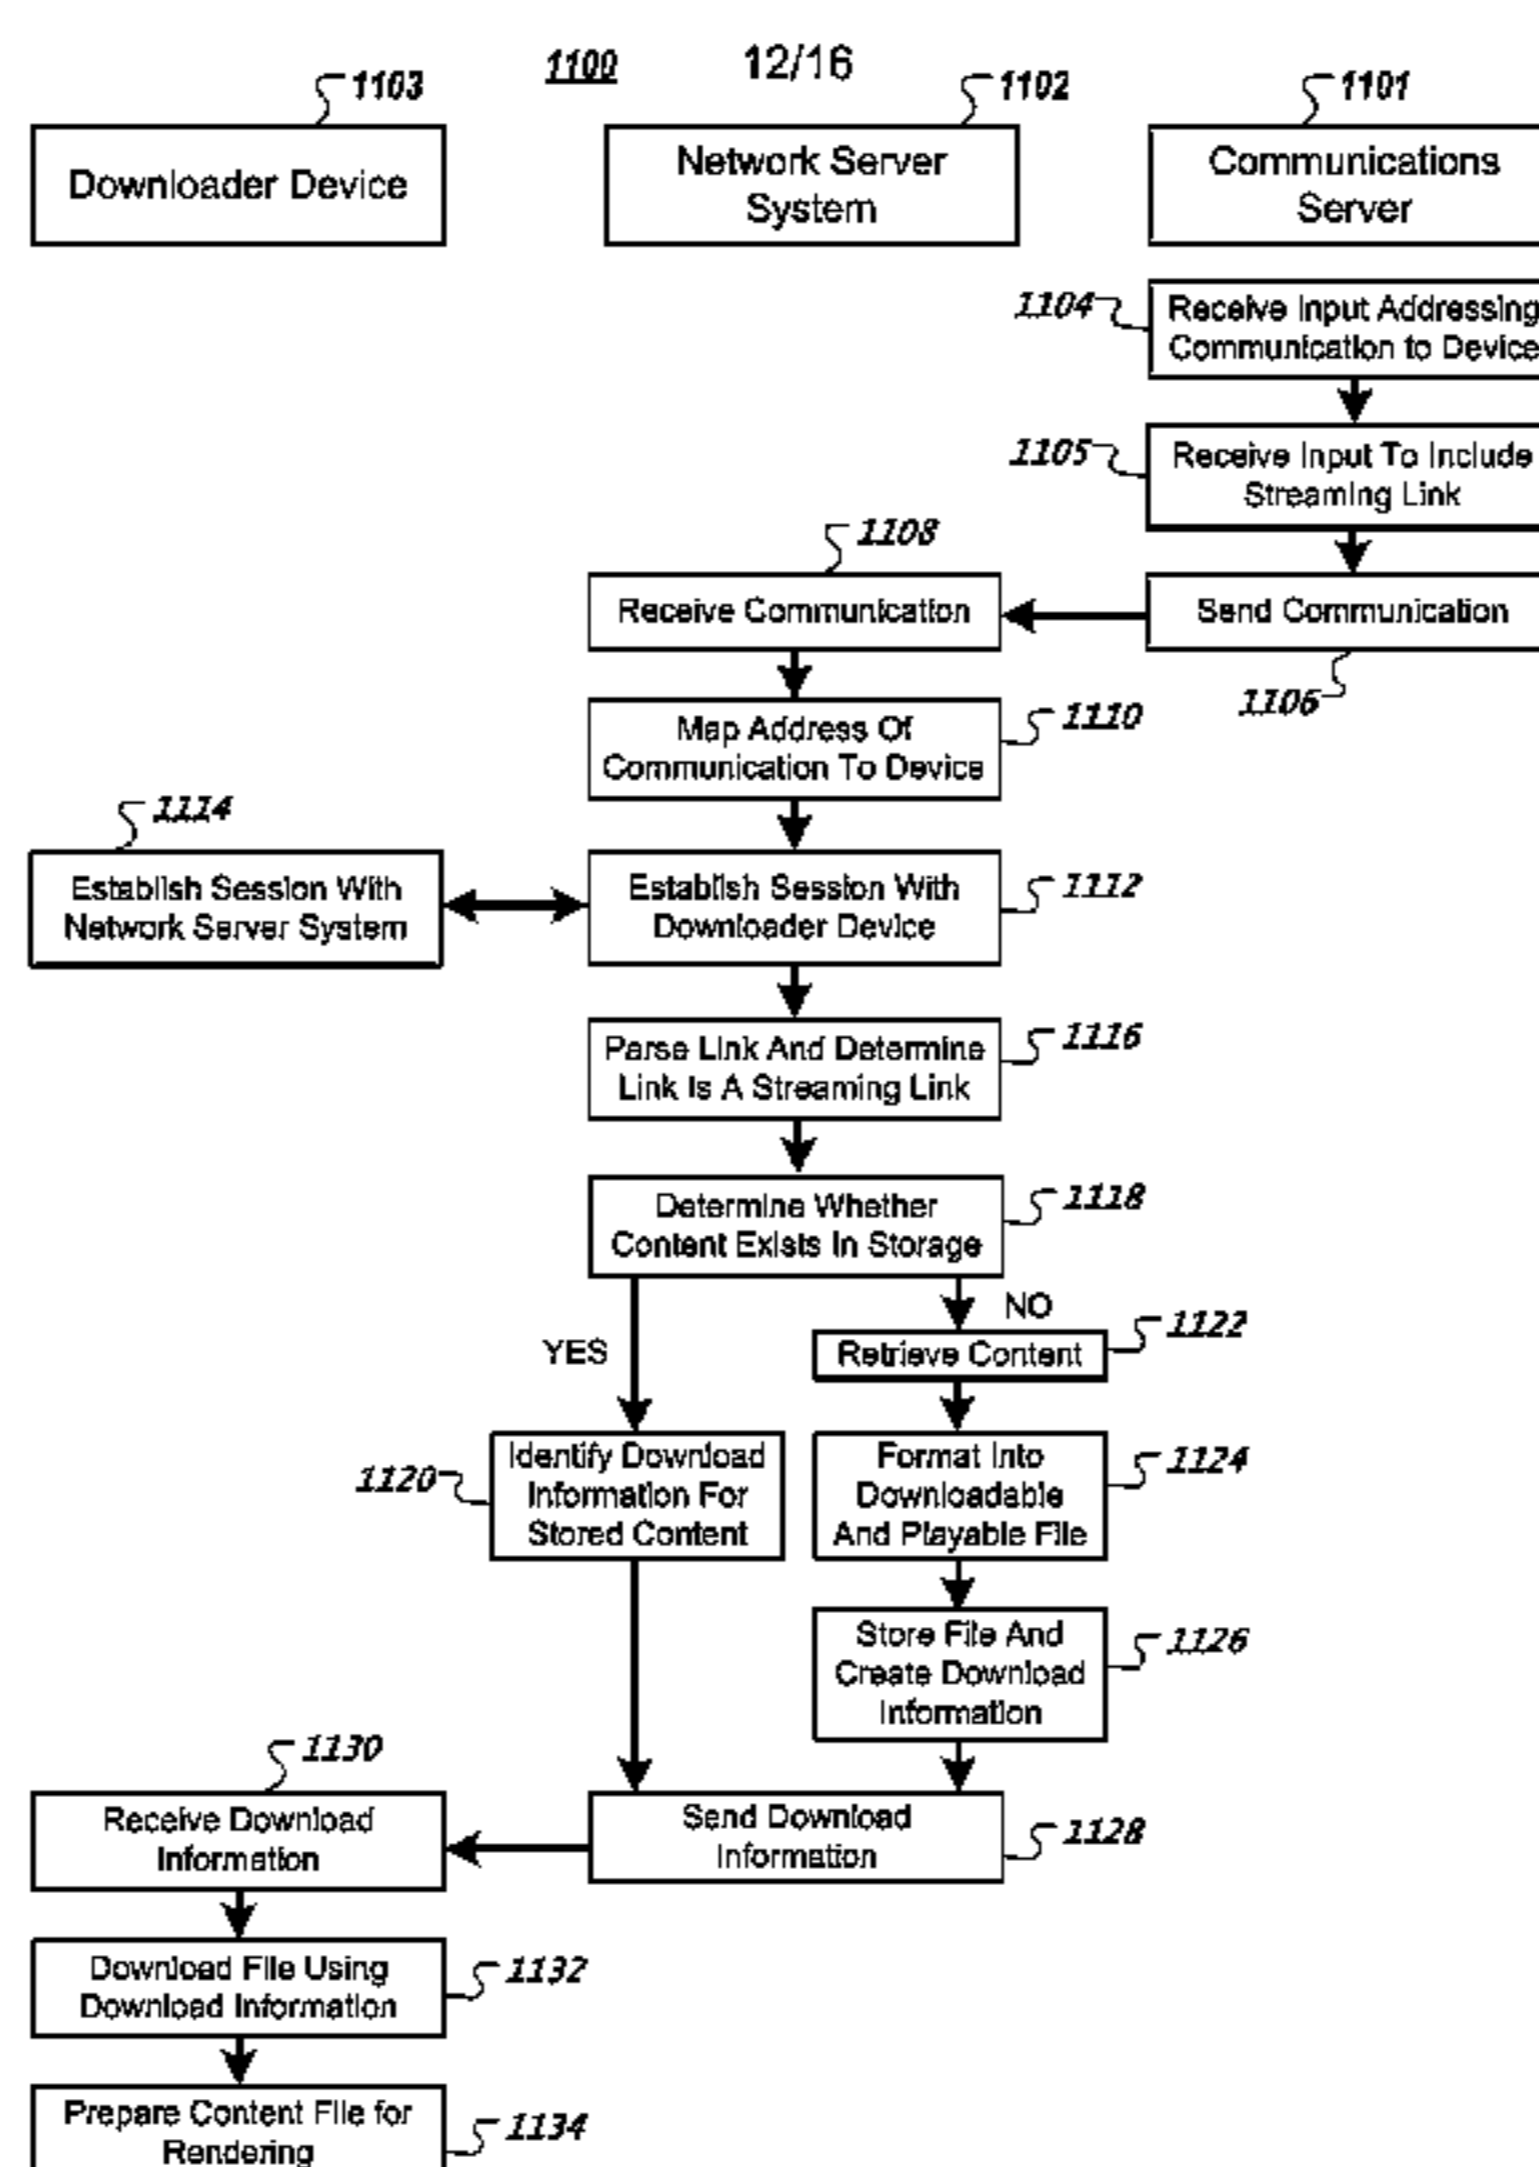 1100
12/16
1103
1102
1101
Downloader Device
Network Server
System
Communications
Server
1104
Receive Input Addressing
Communication to Device
1105
Receive Input To Include
Streaming Link
1108
Receive Communication
Send Communication
1106
Map Address Of
Communication To Device
1110
1114
Establish Session With
Network Server System
Establish Session With
Downloader Device
1112
Parse Link And Determine
Link Is A Streaming Link
1116
Determine Whether
Content Exists In Storage
1118
YES
NO
Retrieve Content
1122
1120
Identify Download
Information For
Stored Content
Format Into
Downloadable
And Playable File
1124
Store File And
Create Download
Information
1126
1130
Receive Download
Information
Send Download
Information
1128
Download File Using
Download Information
1132
Prepare Content File for
Rendering
1134